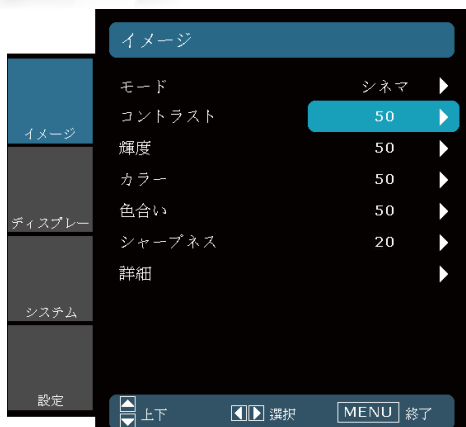 イメージ
モード シネマ
コントラスト 50
輝度 50
カラー 50
色合い 50
シャープネス 20
詳細
イメージ
ディスプレー
システム
設定
上下 選択 MENU 終了